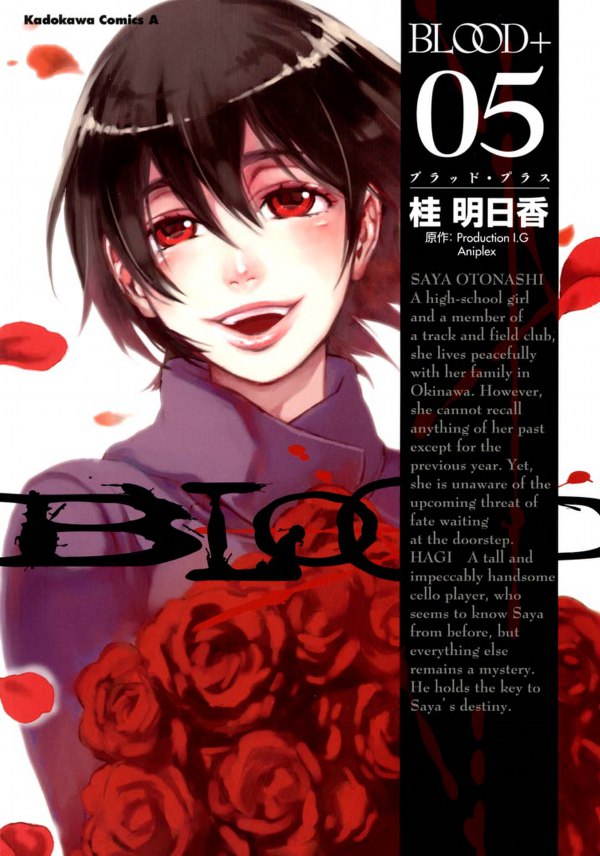 Kadokawa Comics A
BLOOD+
05
ブラッド・プラス
桂 明日香
原作: Production I.G
Aniplex
SAYA OTONASHI
A high-school girl
and a member of
a track and field club,
she lives peacefully
with her family in
Okinawa. However,
she cannot recall
anything of her past
except for the
previous year. Yet,
she is unaware of the
upcoming threat of
fate waiting
at the doorstep.
HAGI A tall and
impeccably handsome
cello player, who
seems to know Saya
from before, but
everything else
remains a mystery.
He holds the key to
Saya's destiny.
BLOOD